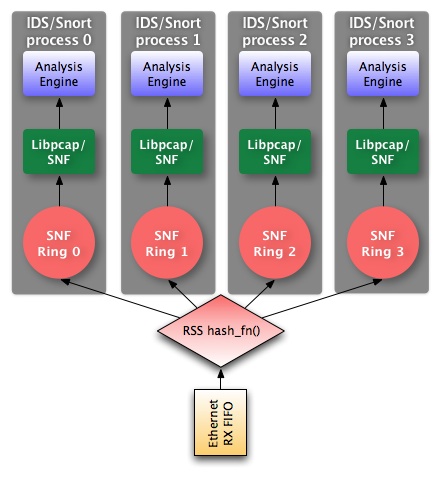 IDS/Snort
process 0
IDS/Snort
process 1
IDS/Snort
process 2
IDS/Snort
process 3
Analysis
Engine
Analysis
Engine
Analysis
Engine
Analysis
Engine
Libpcap/
SNF
Libpcap/
SNF
Libpcap/
SNF
Libpcap/
SNF
SNF
Ring 0
SNF
Ring 1
SNF
Ring 2
SNF
Ring 3
RSS hash_fn()
Ethernet
RX FIFO